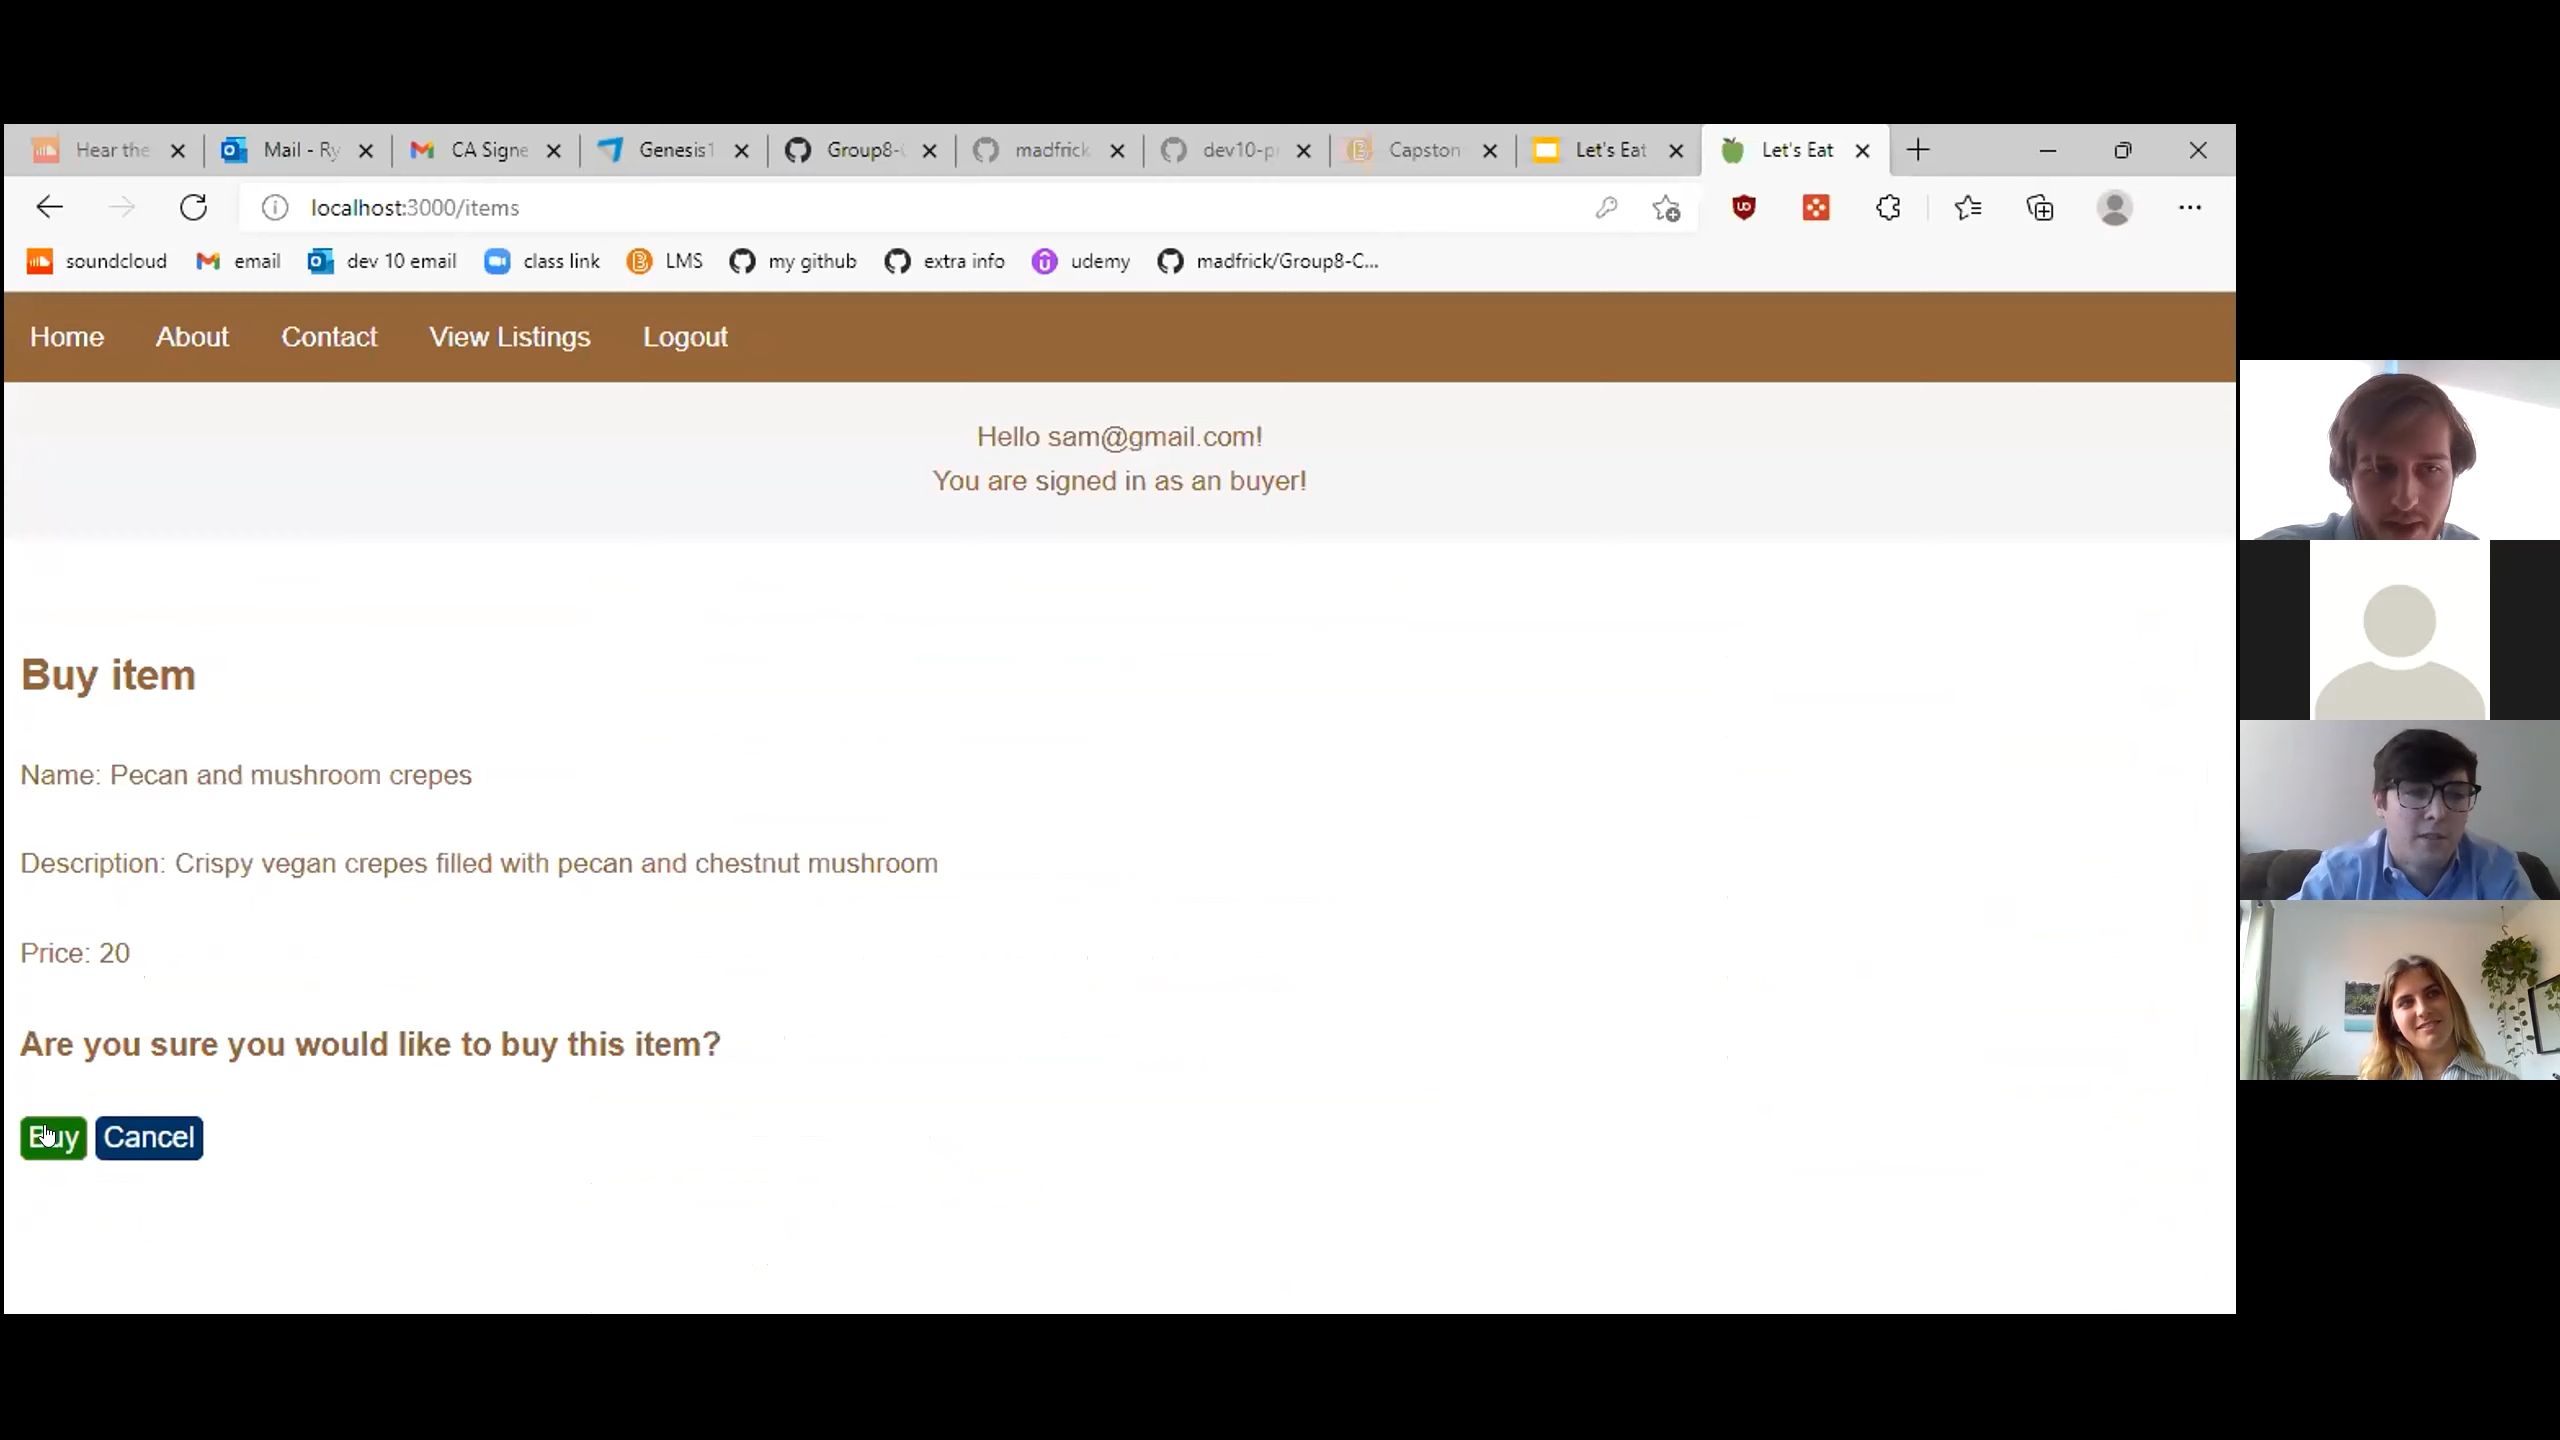 Hear the
Mail - Ry
CA Signe
Genesis1
Group8-
madfrick
dev10-p
Capston
Let's Eat
Let's Eat
localhost:3000/items
soundcloud
email
dev 10 email
class link
LMS
my github
extra info
udemy
madfrick/Group8-C...
Home
About
Contact
View Listings
Logout
Hello sam@gmail.com!
You are signed in as an buyer!
Buy item
Name: Pecan and mushroom crepes
Description: Crispy vegan crepes filled with pecan and chestnut mushroom
Price: 20
Are you sure you would like to buy this item?
Buy
Cancel